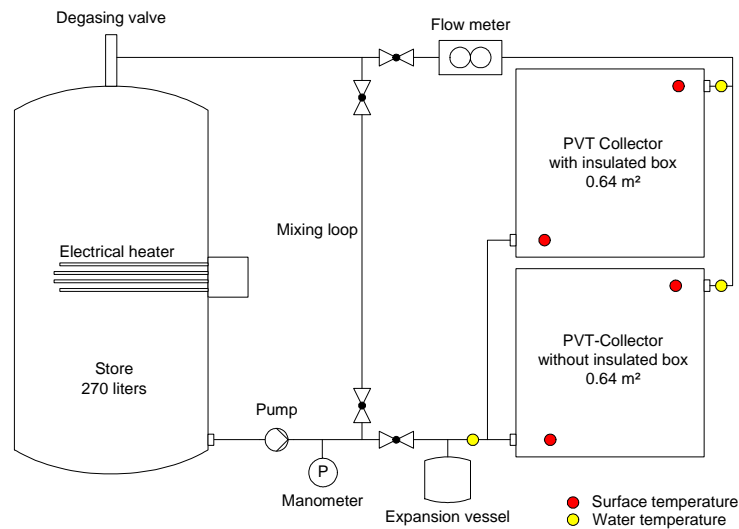 Degasing valve
Flow meter
PVT Collector
with insulated box
0.64 m²
Mixing loop
Electrical heater
PVT-Collector
without insulated box
0.64 m²
Store
270 liters
Pump
P
Manometer
Expansion vessel
Surface temperature
Water temperature